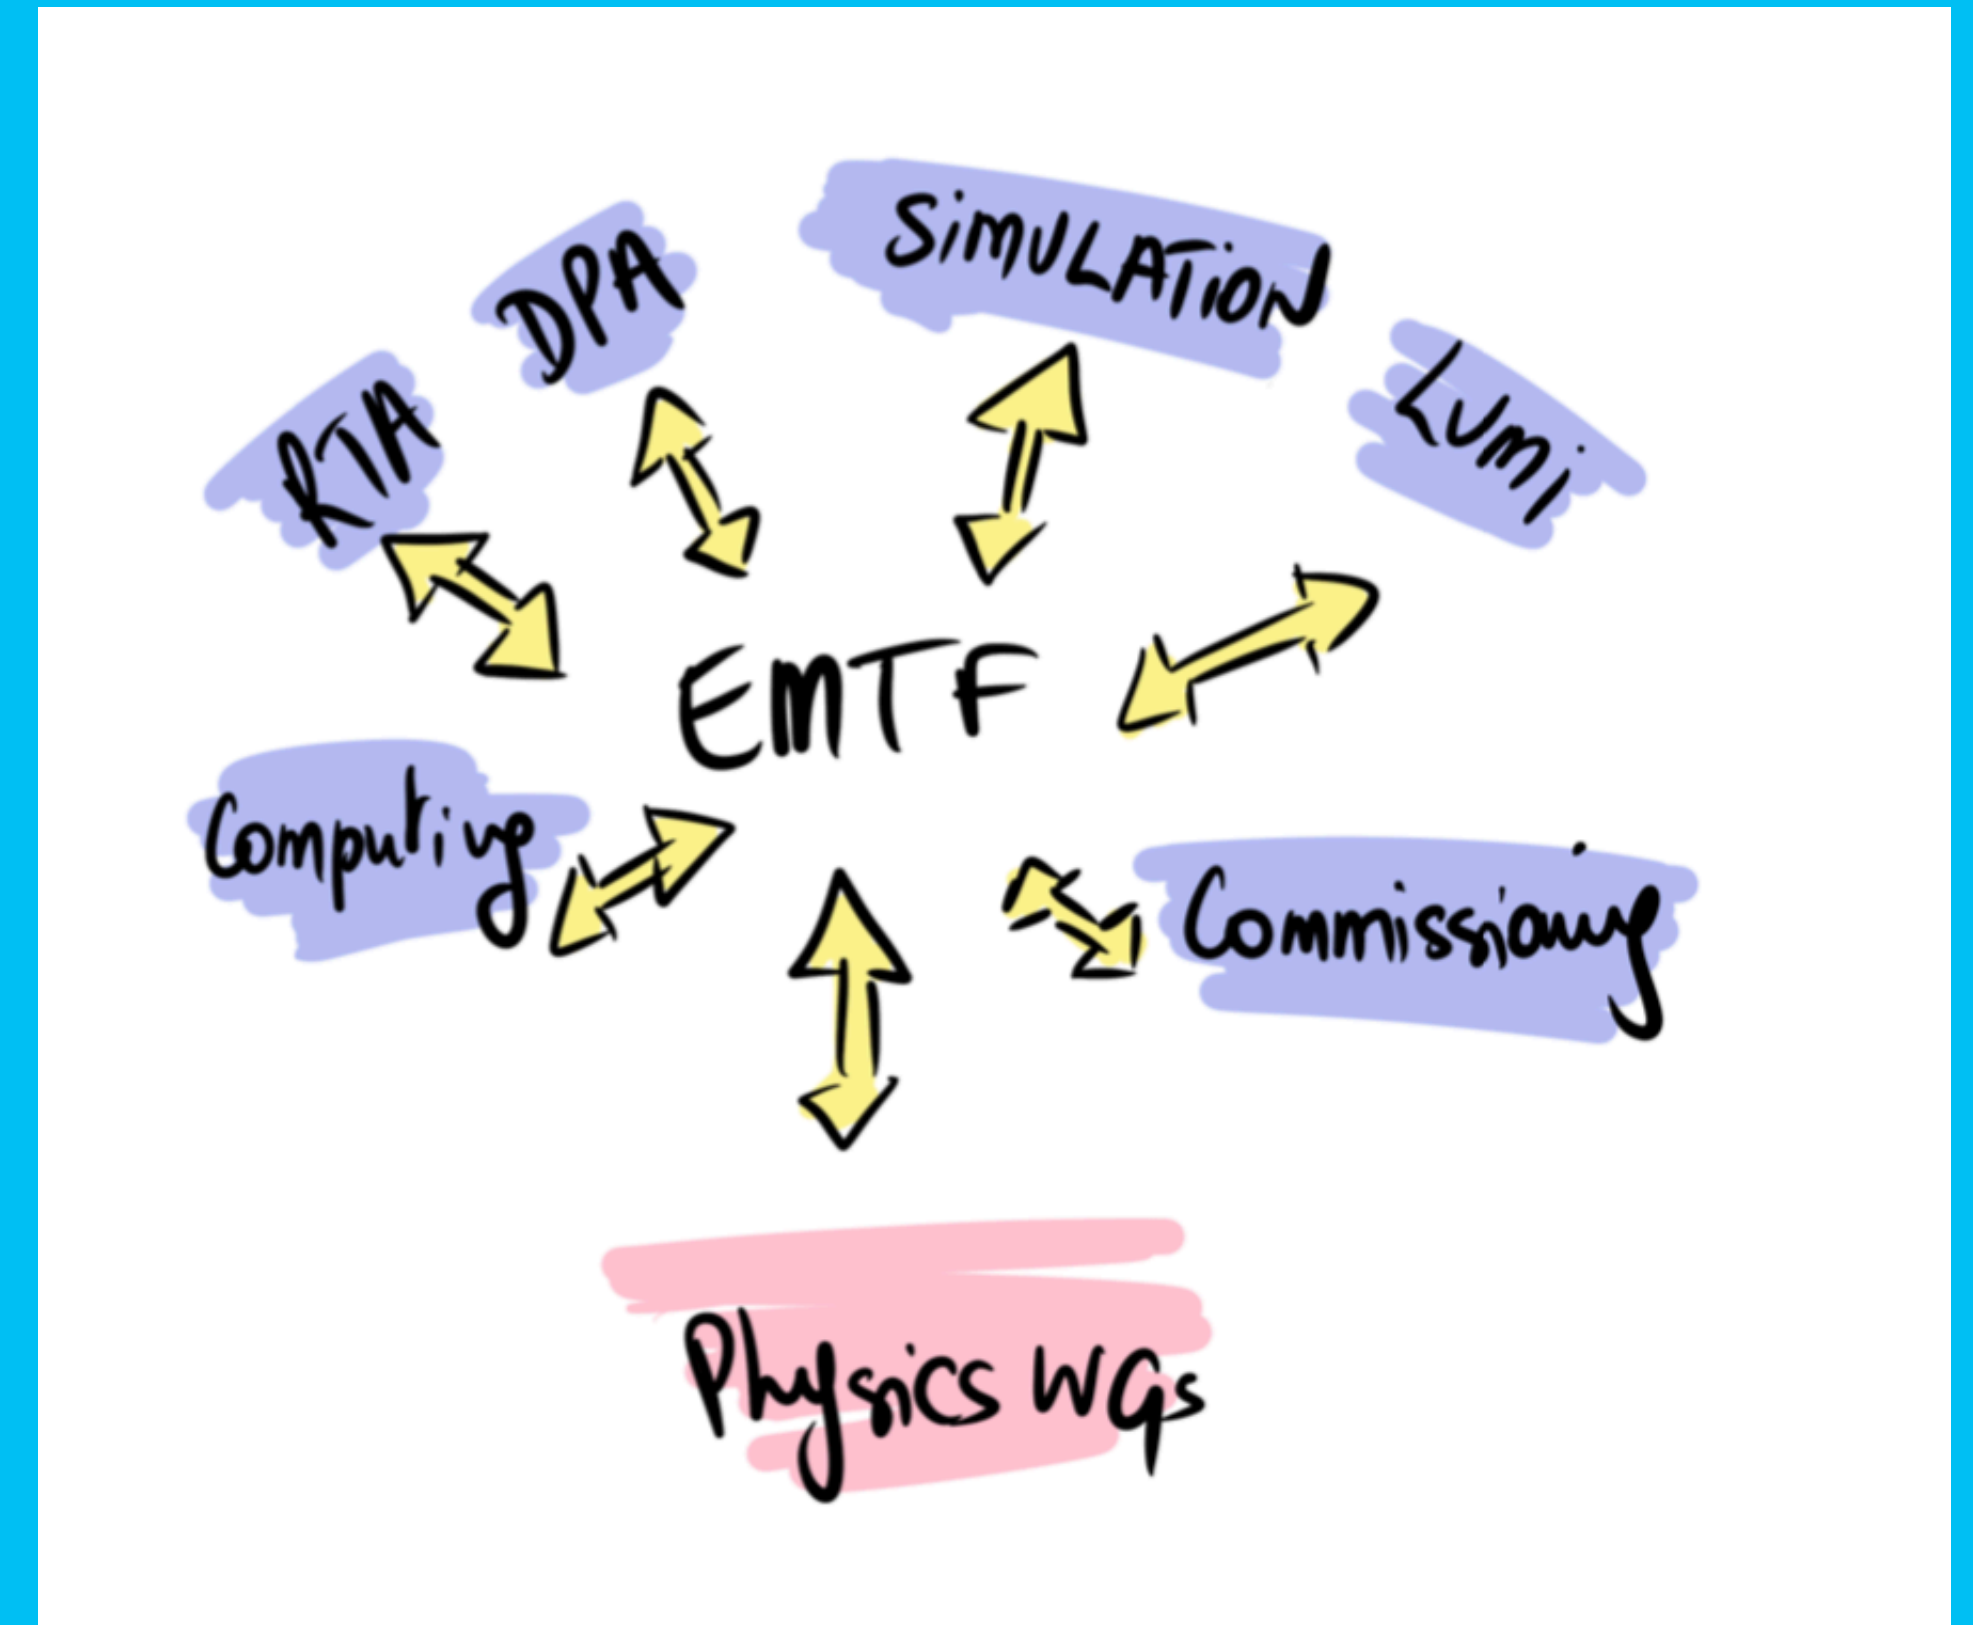 SiMULATiON
DPA
LUMi
RTA
EMTF
Computing
Commissioning
Physics WGs